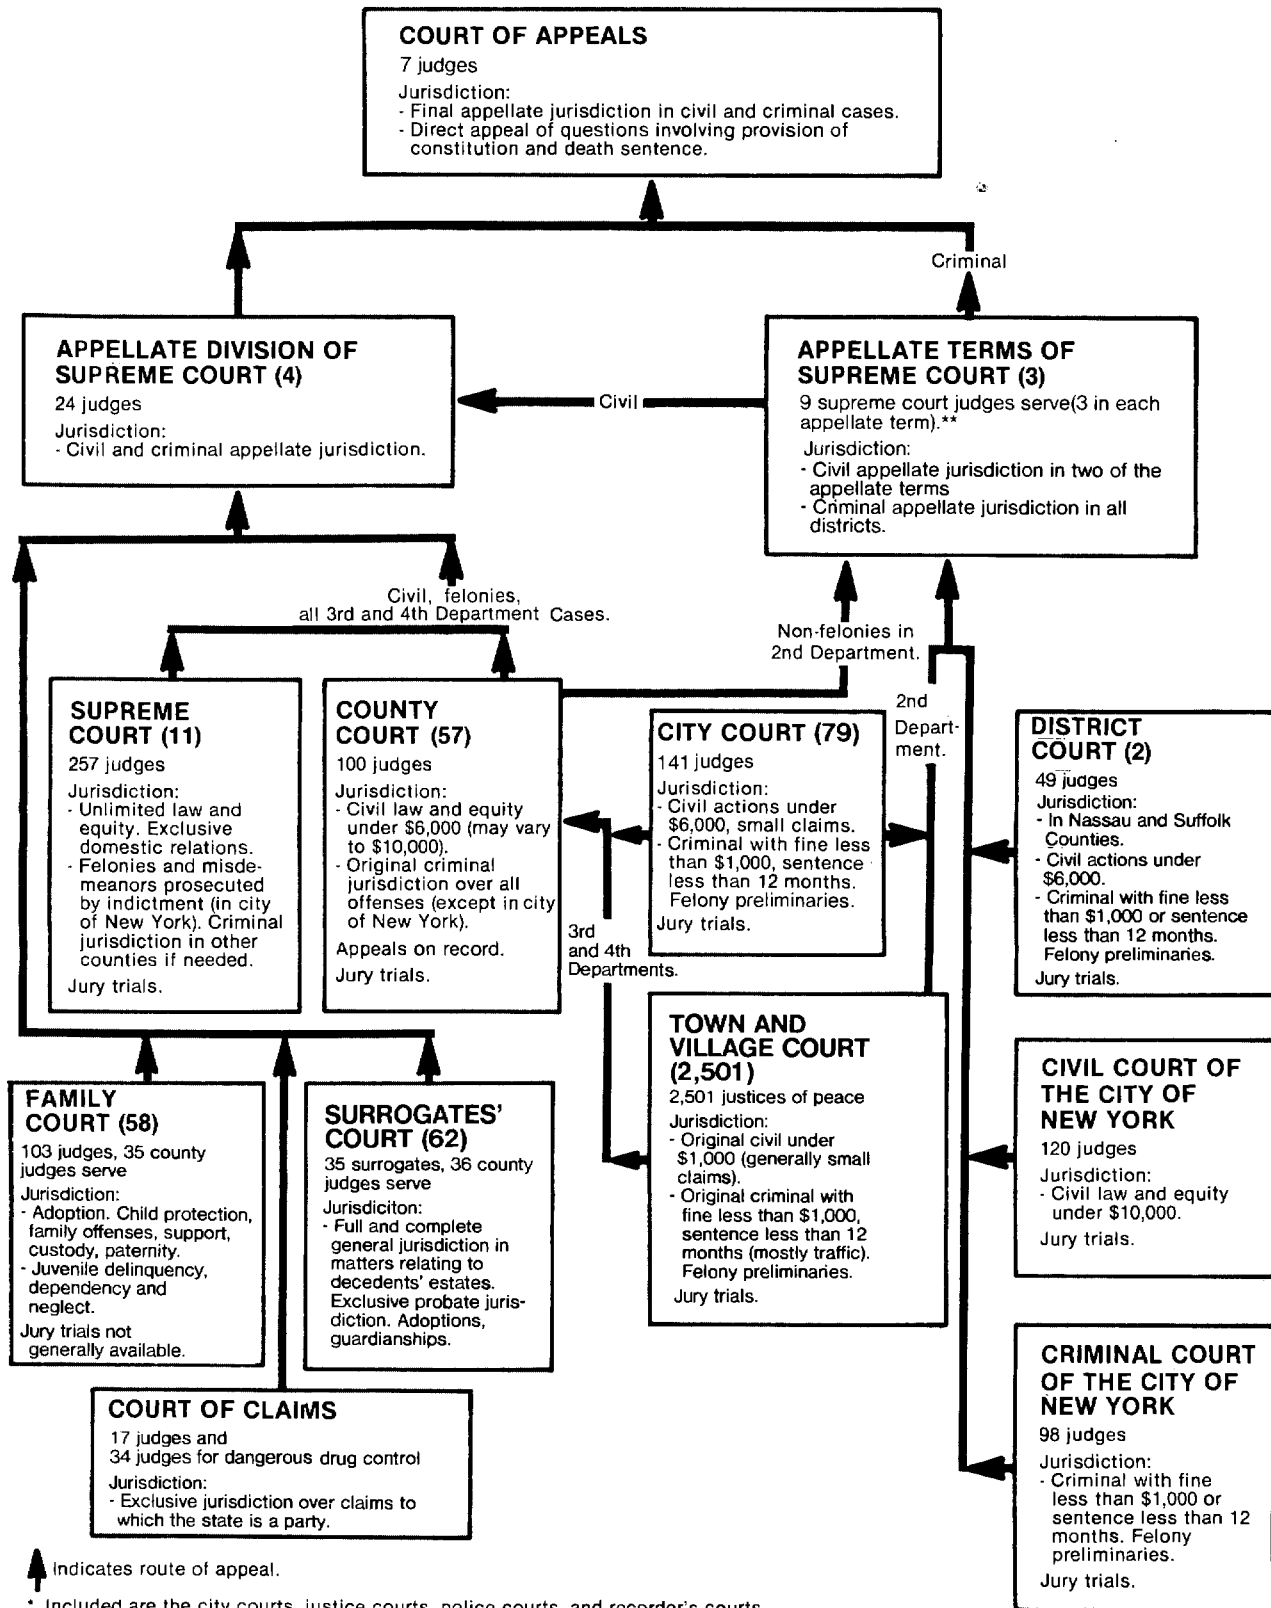 COURT OF APPEALS
7 judges
Jurisdiction:
- Final appellate jurisdiction in civil and criminal cases.
- Direct appeal of questions involving provision of
constitution and death sentence.
Criminal
APPELLATE DIVISION OF
SUPREME COURT (4)
24 judges
Jurisdiction:
- Civil and criminal appellate jurisdiction.
Civil
APPELLATE TERMS OF
SUPREME COURT (3)
9 supreme court judges serve(3 in each
appellate term).**
Jurisdiction:
- Civil appellate jurisdiction in two of the
appellate terms
- Criminal appellate jurisdiction in all
districts.
Civil, felonies,
all 3rd and 4th Department Cases.
Non-felonies in
2nd Department.
2nd
Depart-
ment.
SUPREME
COURT (11)
257 judges
Jurisdiction:
- Unlimited law and
equity. Exclusive
domestic relations.
- Felonies and misde-
meanors prosecuted
by indictment (in city
of New York). Criminal
jurisdiction in other
counties if needed.
Jury trials.
COUNTY
COURT (57)
100 judges
Jurisdiction:
- Civil law and equity
under $6,000 (may vary
to $10,000).
- Original criminal
jurisdiction over all
offenses (except in city
of New York).
Appeals on record.
Jury trials.
CITY COURT (79)
141 judges
Jurisdiction:
- Civil actions under
$6,000, small claims.
- Criminal with fine less
than $1,000, sentence
less than 12 months.
Felony preliminaries.
Jury trials.
DISTRICT
COURT (2)
49 judges
Jurisdiction:
- In Nassau and Suffolk
Counties.
- Civil actions under
$6,000.
- Criminal with fine less
than $1,000 or sentence
less than 12 months.
Felony preliminaries.
Jury trials.
3rd
and 4th
Departments.
TOWN AND
VILLAGE COURT
(2,501)
2,501 justices of peace
Jurisdiction:
- Original civil under
$1,000 (generally small
claims).
- Original criminal with
fine less than $1,000,
sentence less than 12
months (mostly traffic).
Felony preliminaries.
Jury trials.
CIVIL COURT OF
THE CITY OF
NEW YORK
120 judges
Jurisdiction:
- Civil law and equity
under $10,000.
Jury trials.
FAMILY
COURT (58)
103 judges, 35 county
judges serve
Jurisdiction:
- Adoption. Child protection,
family offenses, support,
custody, paternity.
- Juvenile delinquency,
dependency and
neglect.
Jury trials not
generally available.
SURROGATES'
COURT (62)
35 surrogates, 36 county
judges serve
Jurisdiciton:
- Full and complete
general jurisdiction in
matters relating to
decedents' estates.
Exclusive probate juris-
diction. Adoptions,
guardianships.
CRIMINAL COURT
OF THE CITY OF
NEW YORK
98 judges
Jurisdiction:
- Criminal with fine
less than $1,000 or
sentence less than 12
months. Felony
preliminaries.
Jury trials.
COURT OF CLAIMS
17 judges and
34 judges for dangerous drug control
Jurisdiction:
- Exclusive jurisdiction over claims to
which the state is a party.
Indicates route of appeal.
* Included are the city courts, justice courts, police courts, and recorder's courts